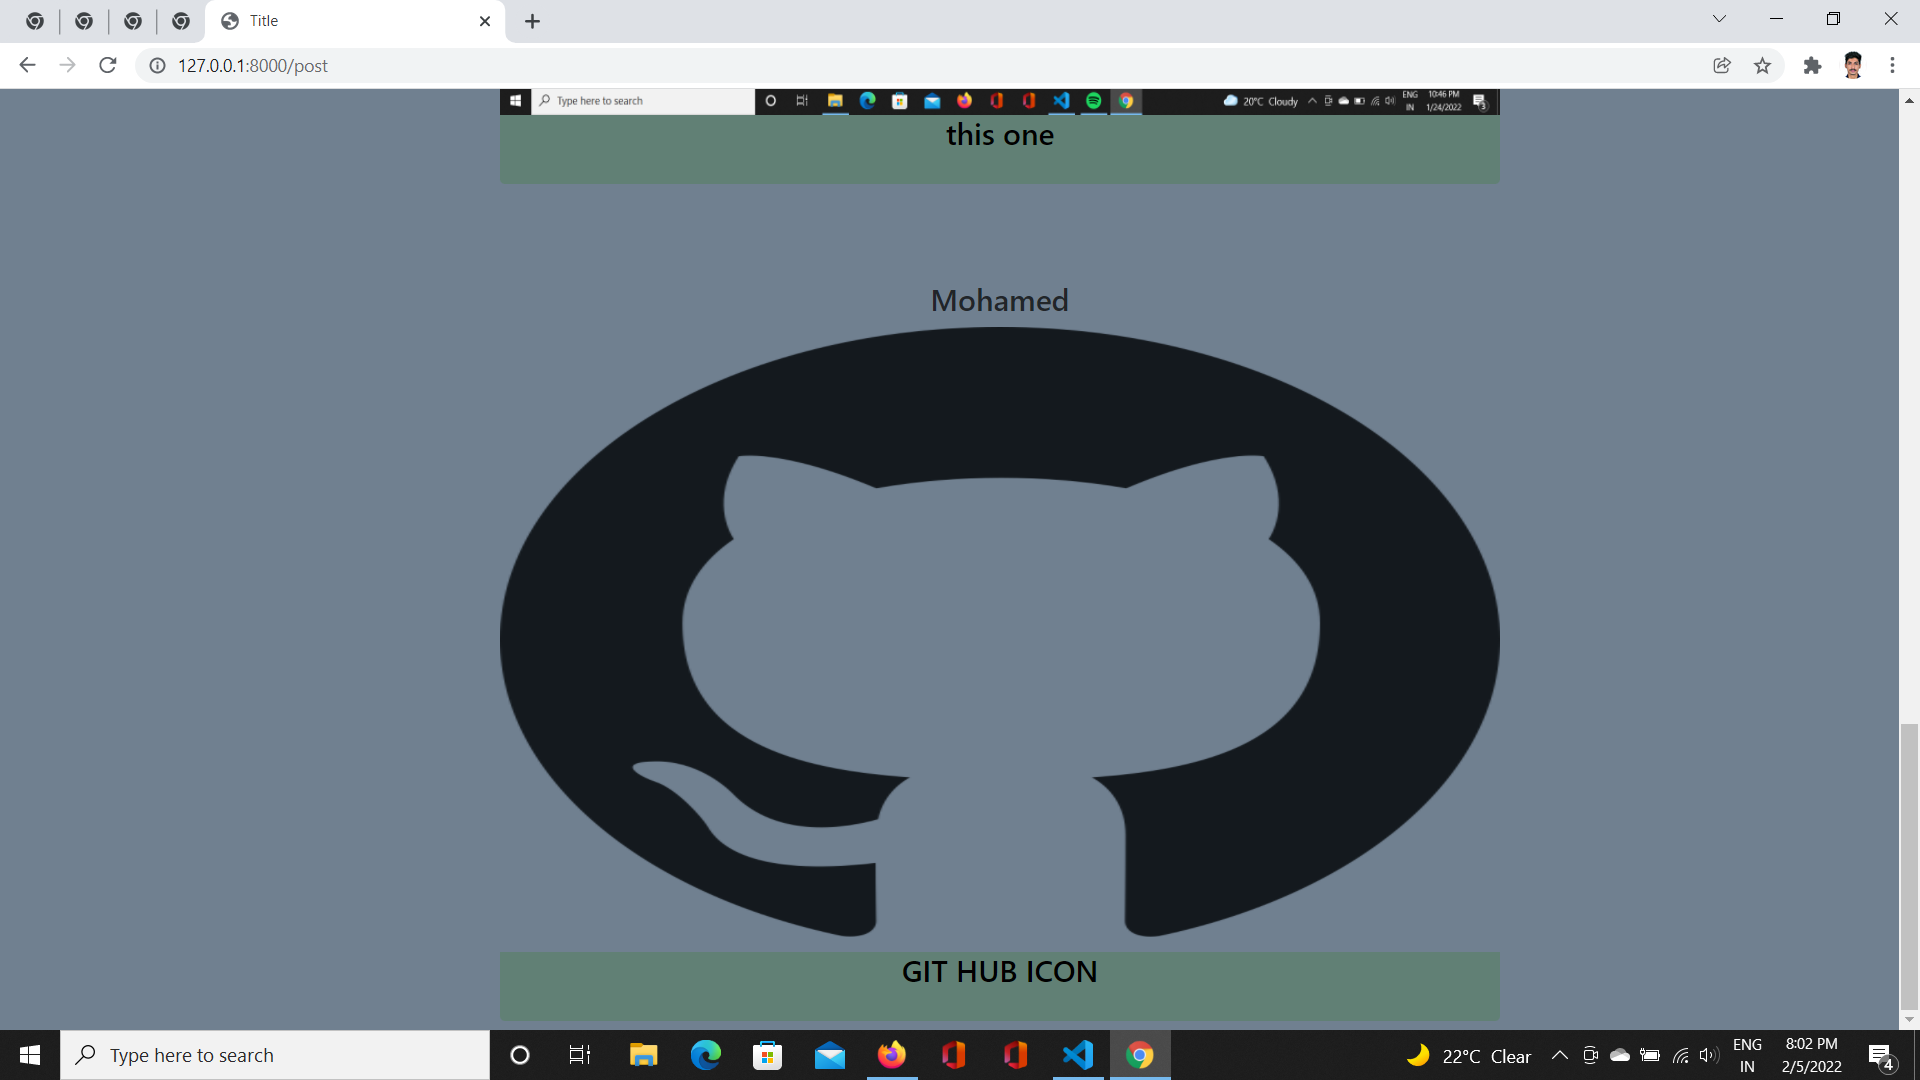 Title
127.0.0.1:8000/post
Type here to search
20°C Cloudy
ENG
IN
10:46 PM
1/24/2022
3
this one
Mohamed
GIT HUB ICON
Type here to search
22°C Clear
ENG
IN
8:02 PM
2/5/2022
4